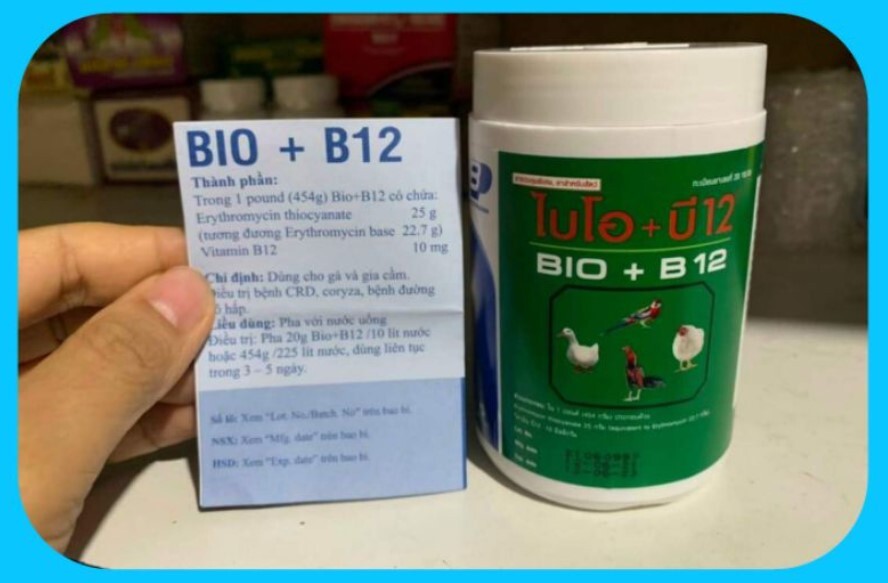 BIO + B12
Thành phần:
Trong 1 pound (454g) Bio+B12 có chứa:
Erythromycin thiocyanate 25 g
(tương đương Erythromycin base 22.7 g)
Vitamin B12 10 mg
Chỉ định: Dùng cho gà và gia cầm.
Điều trị bệnh CRD, coryza, bệnh đường
hô hấp.
Liều dùng: Pha với nước uống
Điều trị: Pha 20g Bio+B12 /10 lít nước
hoặc 454g /225 lít nước, dùng liên tục
trong 3 – 5 ngày.
Số lô: Xem "Lot. No./Batch. No" trên bao bì.
NSX: Xem "Mfg. date" trên bao bì.
HSD: Xem "Exp. date" trên bao bì.
ไบโอ + บี 12
BIO + B 12